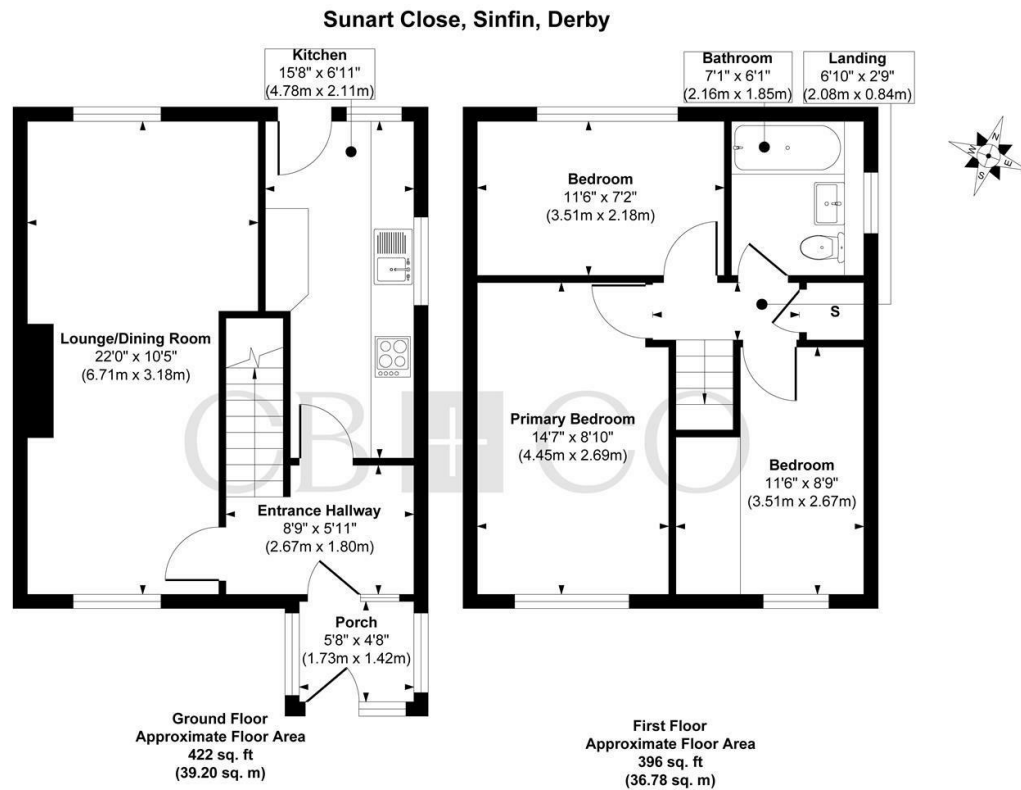 Sunart Close, Sinfin, Derby
Kitchen
15'8" x 6'11"
(4.78m x 2.11m)
Bathroom
7'1" x 6'1"
(2.16m x 1.85m)
Landing
6'10" x 2'9"
(2.08m x 0.84m)
N
E
S
W
Bedroom
11'6" x 7'2"
(3.51m x 2.18m)
S
Lounge/Dining Room
22'0" x 10'5"
(6.71m x 3.18m)
Primary Bedroom
14'7" x 8'10"
(4.45m x 2.69m)
Bedroom
11'6" x 8'9"
(3.51m x 2.67m)
CB + CO
Entrance Hallway
8'9" x 5'11"
(2.67m x 1.80m)
Porch
5'8" x 4'8"
(1.73m x 1.42m)
Ground Floor
Approximate Floor Area
422 sq. ft
(39.20 sq. m)
First Floor
Approximate Floor Area
396 sq. ft
(36.78 sq. m)